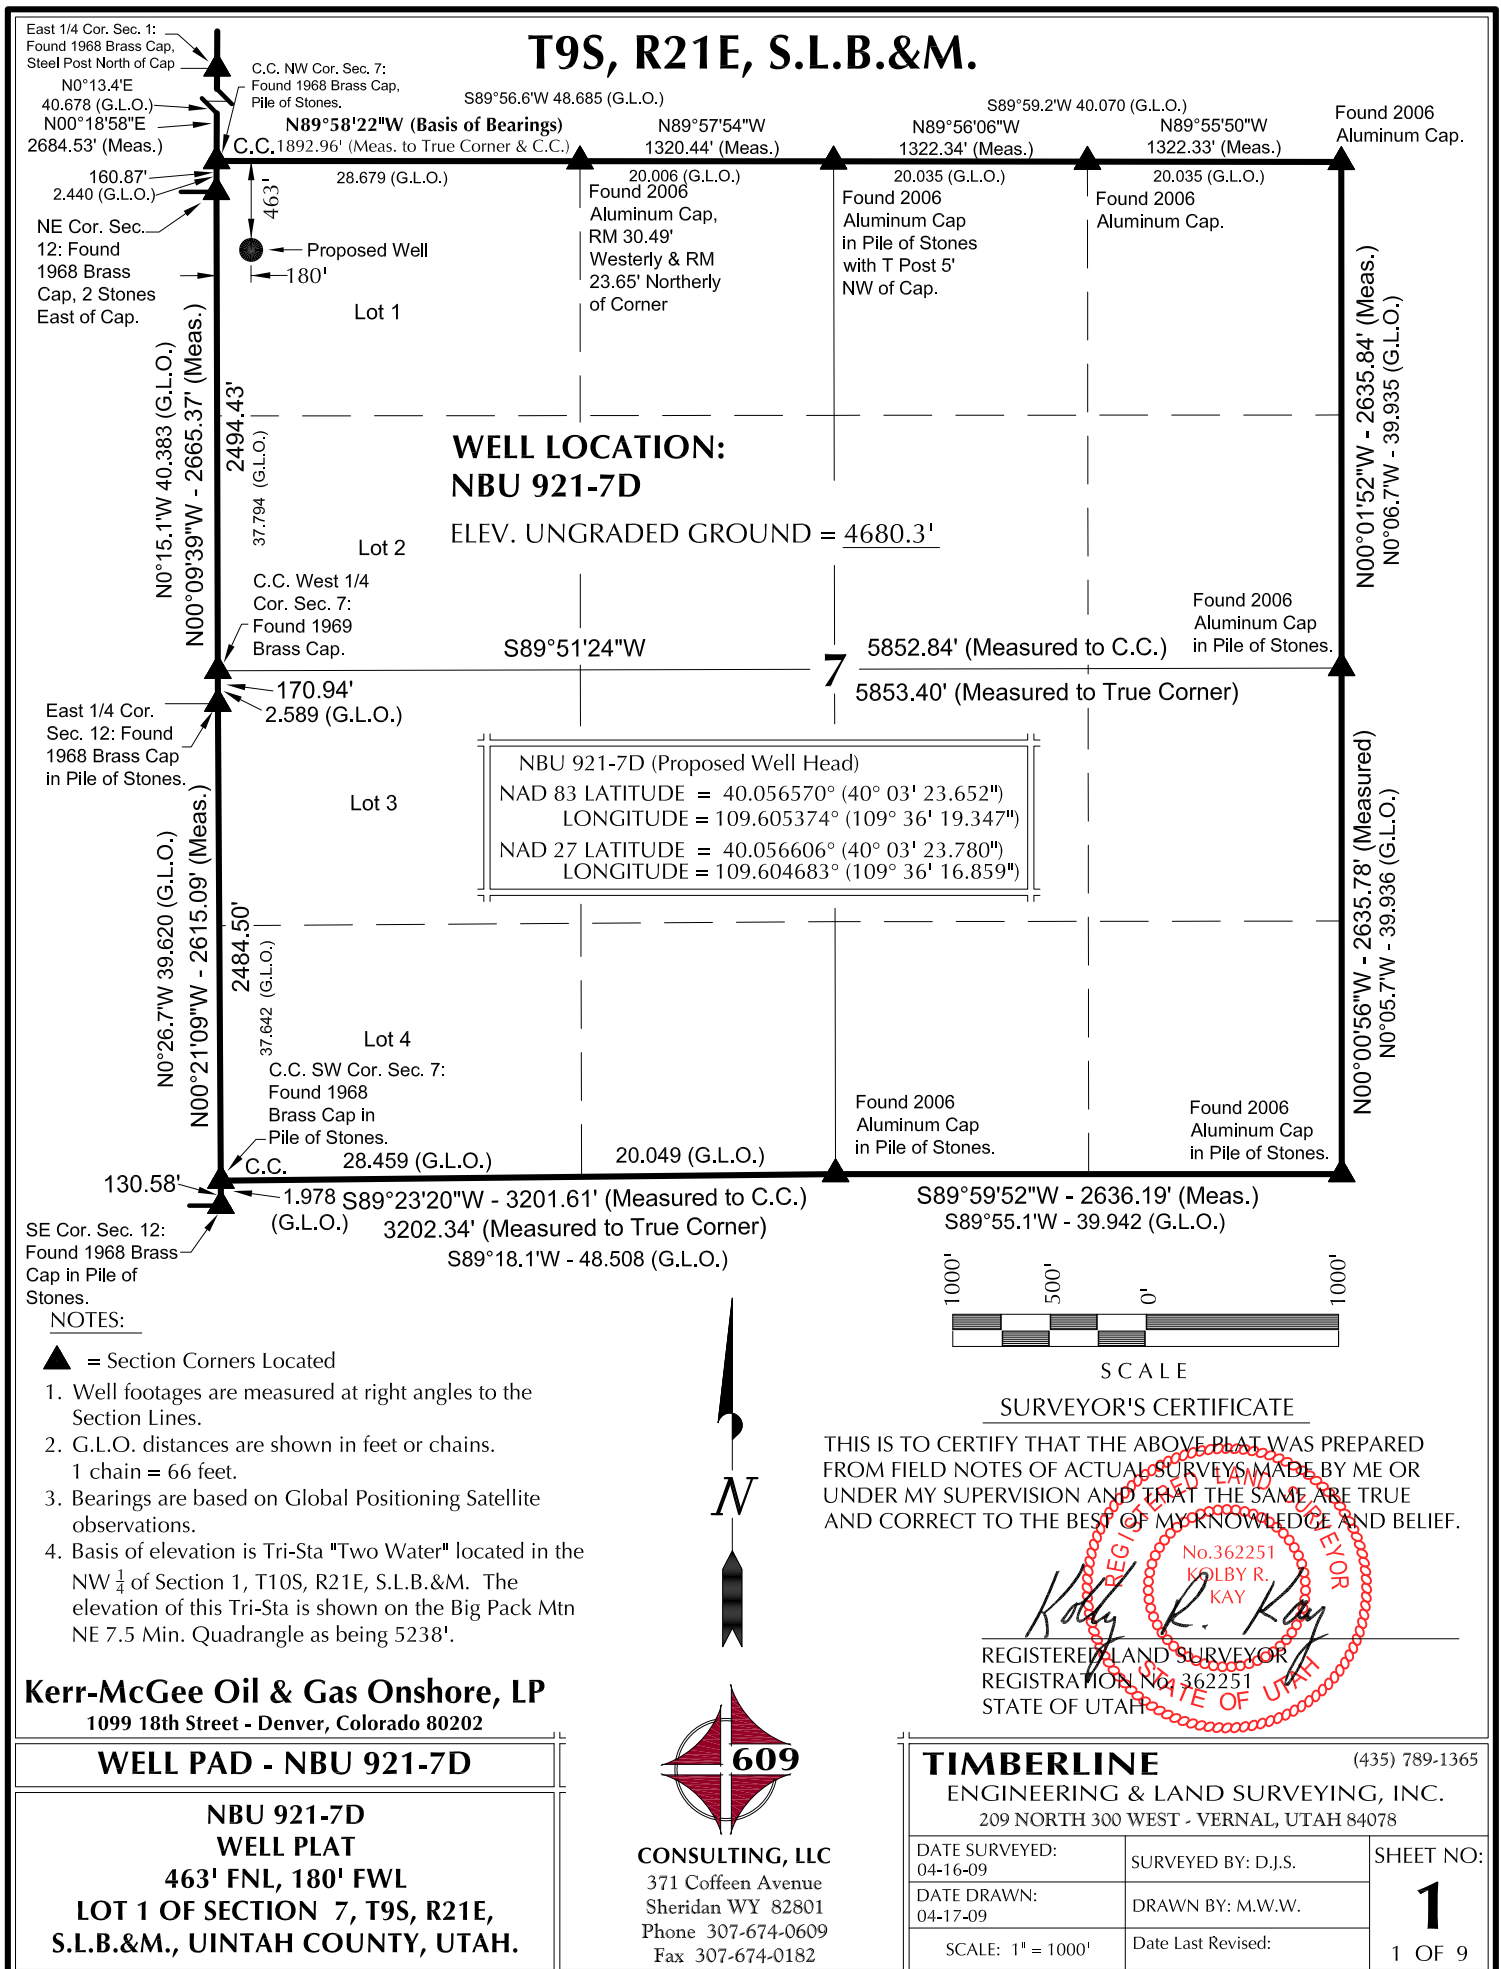 T9S, R21E, S.L.B.&M.
East 1/4 Cor. Sec. 1:
Found 1968 Brass Cap,
Steel Post North of Cap
N0°13.4'E
40.678 (G.L.O.)
N00°18'58"E
2684.53' (Meas.)
C.C. NW Cor. Sec. 7:
Found 1968 Brass Cap,
Pile of Stones.
S89°56.6'W 48.685 (G.L.O.)
S89°59.2'W 40.070 (G.L.O.)
Found 2006
Aluminum Cap.
N89°58'22"W (Basis of Bearings)
C.C. 1892.96' (Meas. to True Corner & C.C.)
28.679 (G.L.O.)
N89°57'54"W
1320.44' (Meas.)
20.006 (G.L.O.)
N89°56'06"W
1322.34' (Meas.)
20.035 (G.L.O.)
N89°55'50"W
1322.33' (Meas.)
20.035 (G.L.O.)
160.87'
2.440 (G.L.O.)
NE Cor. Sec.
12: Found
1968 Brass
Cap, 2 Stones
East of Cap.
463'
Proposed Well
180'
Found 2006
Aluminum Cap,
RM 30.49'
Westerly & RM
23.65' Northerly
of Corner
Found 2006
Aluminum Cap
in Pile of Stones
with T Post 5'
NW of Cap.
Found 2006
Aluminum Cap.
Lot 1
N0°15.1'W 40.383 (G.L.O.)
N00°09'39"W - 2665.37' (Meas.)
2494.43'
37.794 (G.L.O.)
N00°01'52"W - 2635.84' (Meas.)
N0°06.7'W - 39.935 (G.L.O.)
WELL LOCATION:
NBU 921-7D
ELEV. UNGRADED GROUND = 4680.3'
Lot 2
C.C. West 1/4
Cor. Sec. 7:
Found 1969
Brass Cap.
Found 2006
Aluminum Cap
in Pile of Stones.
S89°51'24"W
7
5852.84' (Measured to C.C.)
5853.40' (Measured to True Corner)
170.94'
2.589 (G.L.O.)
East 1/4 Cor.
Sec. 12: Found
1968 Brass Cap
in Pile of Stones.
NBU 921-7D (Proposed Well Head)
NAD 83 LATITUDE = 40.056570° (40° 03' 23.652")
LONGITUDE = 109.605374° (109° 36' 19.347")
NAD 27 LATITUDE = 40.056606° (40° 03' 23.780")
LONGITUDE = 109.604683° (109° 36' 16.859")
Lot 3
N0°26.7'W 39.620 (G.L.O.)
N00°21'09"W - 2615.09' (Meas.)
2484.50'
37.642 (G.L.O.)
N00°00'56"W - 2635.78' (Measured)
N0°05.7'W - 39.936 (G.L.O.)
Lot 4
C.C. SW Cor. Sec. 7:
Found 1968
Brass Cap in
Pile of Stones.
Found 2006
Aluminum Cap
in Pile of Stones.
Found 2006
Aluminum Cap
in Pile of Stones.
C.C.
28.459 (G.L.O.)
20.049 (G.L.O.)
130.58'
1.978
(G.L.O.)
S89°23'20"W - 3201.61' (Measured to C.C.)
3202.34' (Measured to True Corner)
S89°18.1'W - 48.508 (G.L.O.)
S89°59'52"W - 2636.19' (Meas.)
S89°55.1'W - 39.942 (G.L.O.)
SE Cor. Sec. 12:
Found 1968 Brass
Cap in Pile of
Stones.
NOTES:
= Section Corners Located
1. Well footages are measured at right angles to the
Section Lines.
2. G.L.O. distances are shown in feet or chains.
1 chain = 66 feet.
3. Bearings are based on Global Positioning Satellite
observations.
4. Basis of elevation is Tri-Sta "Two Water" located in the
NW 1/4 of Section 1, T10S, R21E, S.L.B.&M. The
elevation of this Tri-Sta is shown on the Big Pack Mtn
NE 7.5 Min. Quadrangle as being 5238'.
N
1000' 500' 0' 1000'
SCALE
SURVEYOR'S CERTIFICATE
THIS IS TO CERTIFY THAT THE ABOVE PLAT WAS PREPARED
FROM FIELD NOTES OF ACTUAL SURVEYS MADE BY ME OR
UNDER MY SUPERVISION AND THAT THE SAME ARE TRUE
AND CORRECT TO THE BEST OF MY KNOWLEDGE AND BELIEF.
REGISTERED LAND SURVEYOR
No.362251
KOLBY R.
KAY
STATE OF UTAH
Kolby R. Kay
REGISTERED LAND SURVEYOR
REGISTRATION No. 362251
STATE OF UTAH
Kerr-McGee Oil & Gas Onshore, LP
1099 18th Street - Denver, Colorado 80202
WELL PAD - NBU 921-7D
NBU 921-7D
WELL PLAT
463' FNL, 180' FWL
LOT 1 OF SECTION 7, T9S, R21E,
S.L.B.&M., UINTAH COUNTY, UTAH.
609
CONSULTING, LLC
371 Coffeen Avenue
Sheridan WY 82801
Phone 307-674-0609
Fax 307-674-0182
TIMBERLINE
(435) 789-1365
ENGINEERING & LAND SURVEYING, INC.
209 NORTH 300 WEST - VERNAL, UTAH 84078
DATE SURVEYED:
04-16-09
SURVEYED BY: D.J.S.
DATE DRAWN:
04-17-09
DRAWN BY: M.W.W.
SCALE: 1" = 1000'
Date Last Revised:
SHEET NO:
1
1 OF 9